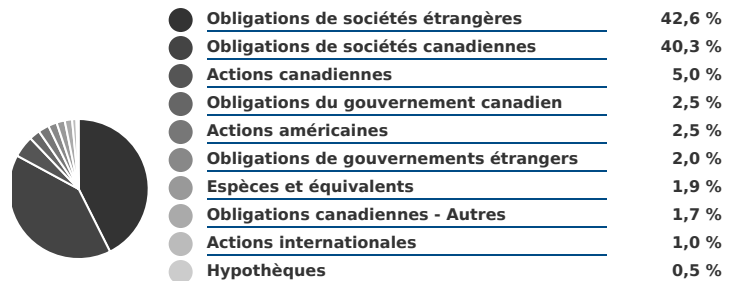 Obligations de sociétés étrangères 42,6 %
Obligations de sociétés canadiennes 40,3 %
Actions canadiennes 5,0 %
Obligations du gouvernement canadien 2,5 %
Actions américaines 2,5 %
Obligations de gouvernements étrangers 2,0 %
Espèces et équivalents 1,9 %
Obligations canadiennes - Autres 1,7 %
Actions internationales 1,0 %
Hypothèques 0,5 %